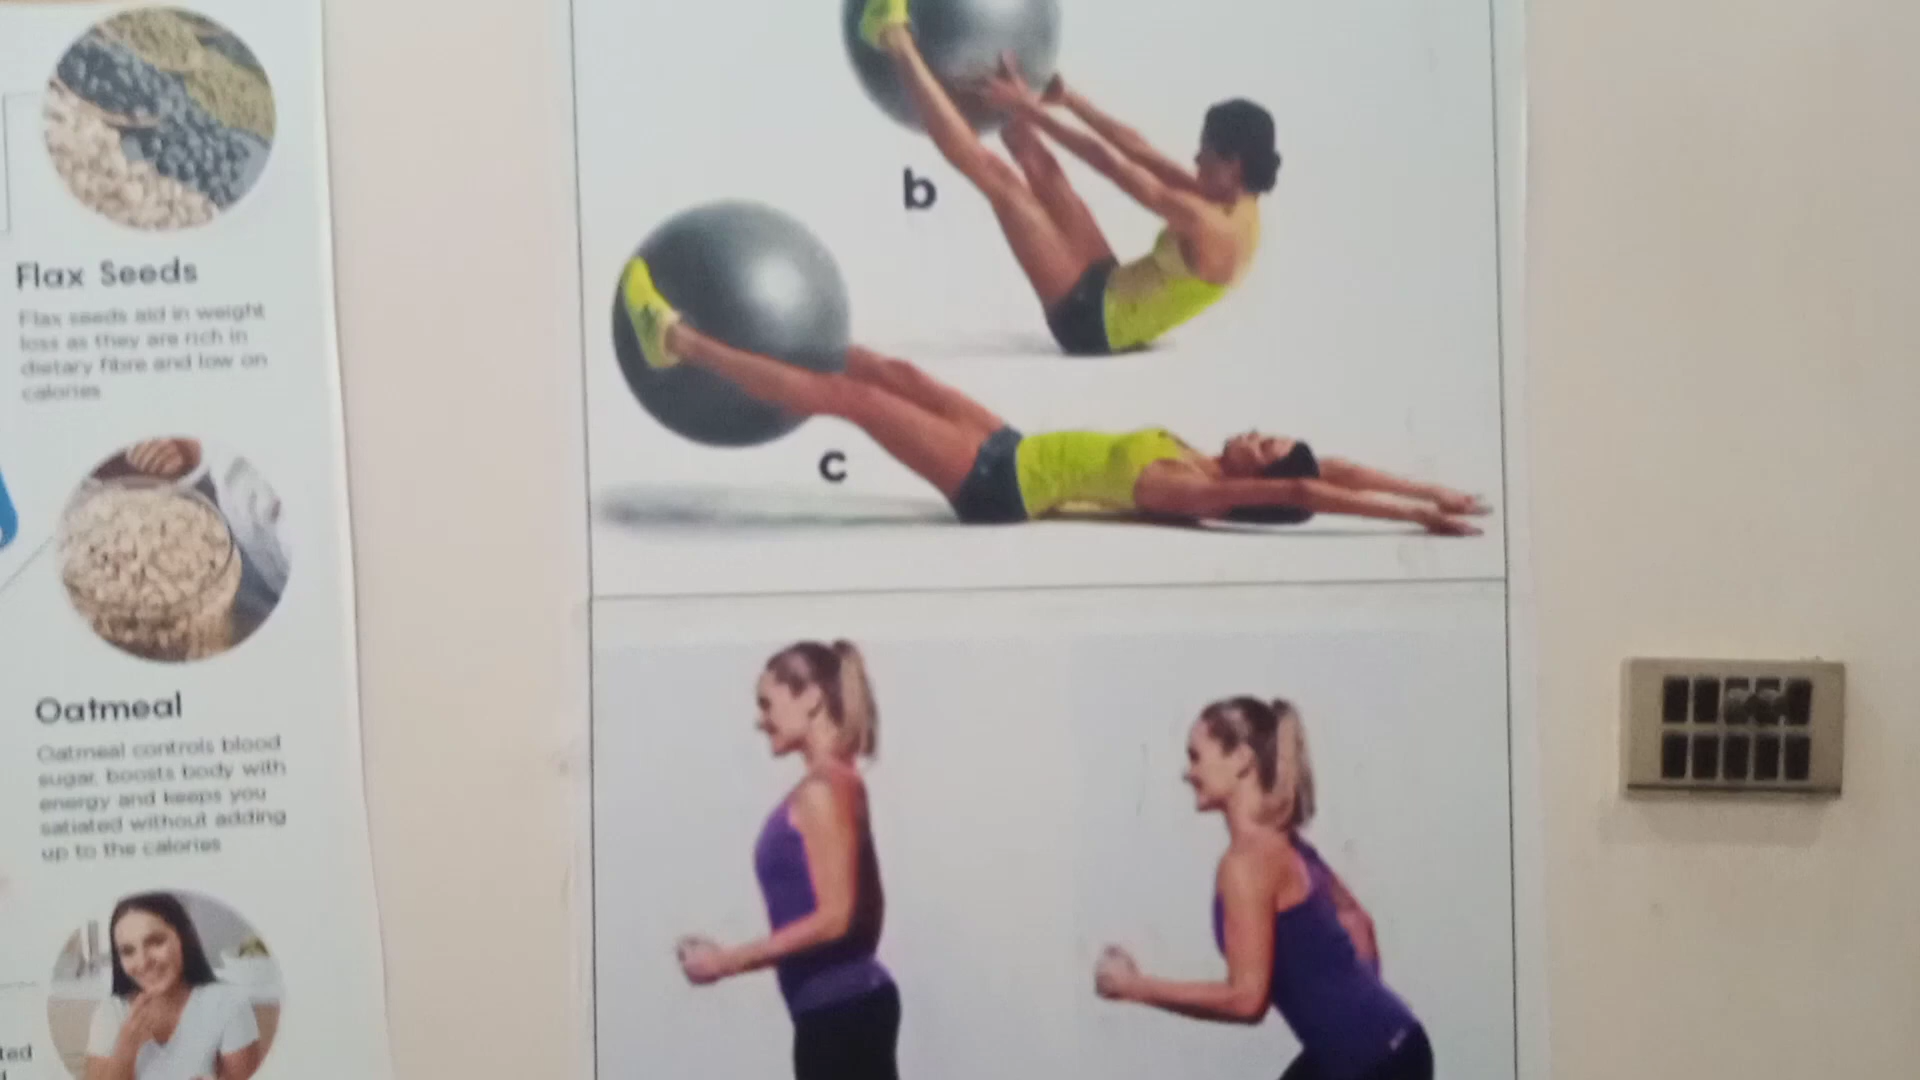 Flax Seeds
Flax seeds aid in weight
loss as they are rich in
dietary fibre and low on
calories
Oatmeal
Oatmeal controls blood
sugar, boosts body with
energy and keeps you
satiated without adding
up to the calories
ted
b
c